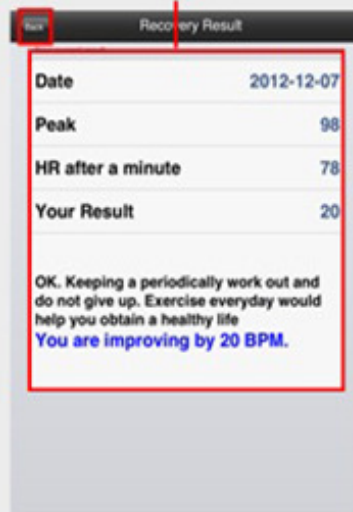 Back Recovery Result
Date 2012-12-07
Peak 98
HR after a minute 78
Your Result 20
OK. Keeping a periodically work out and
do not give up. Exercise everyday would
help you obtain a healthy life
You are improving by 20 BPM.